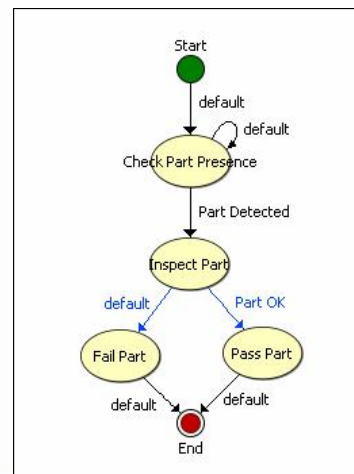 Start
default
default
Check Part Presence
Part Detected
Inspect Part
default
Part OK
Fail Part
Pass Part
default
default
End